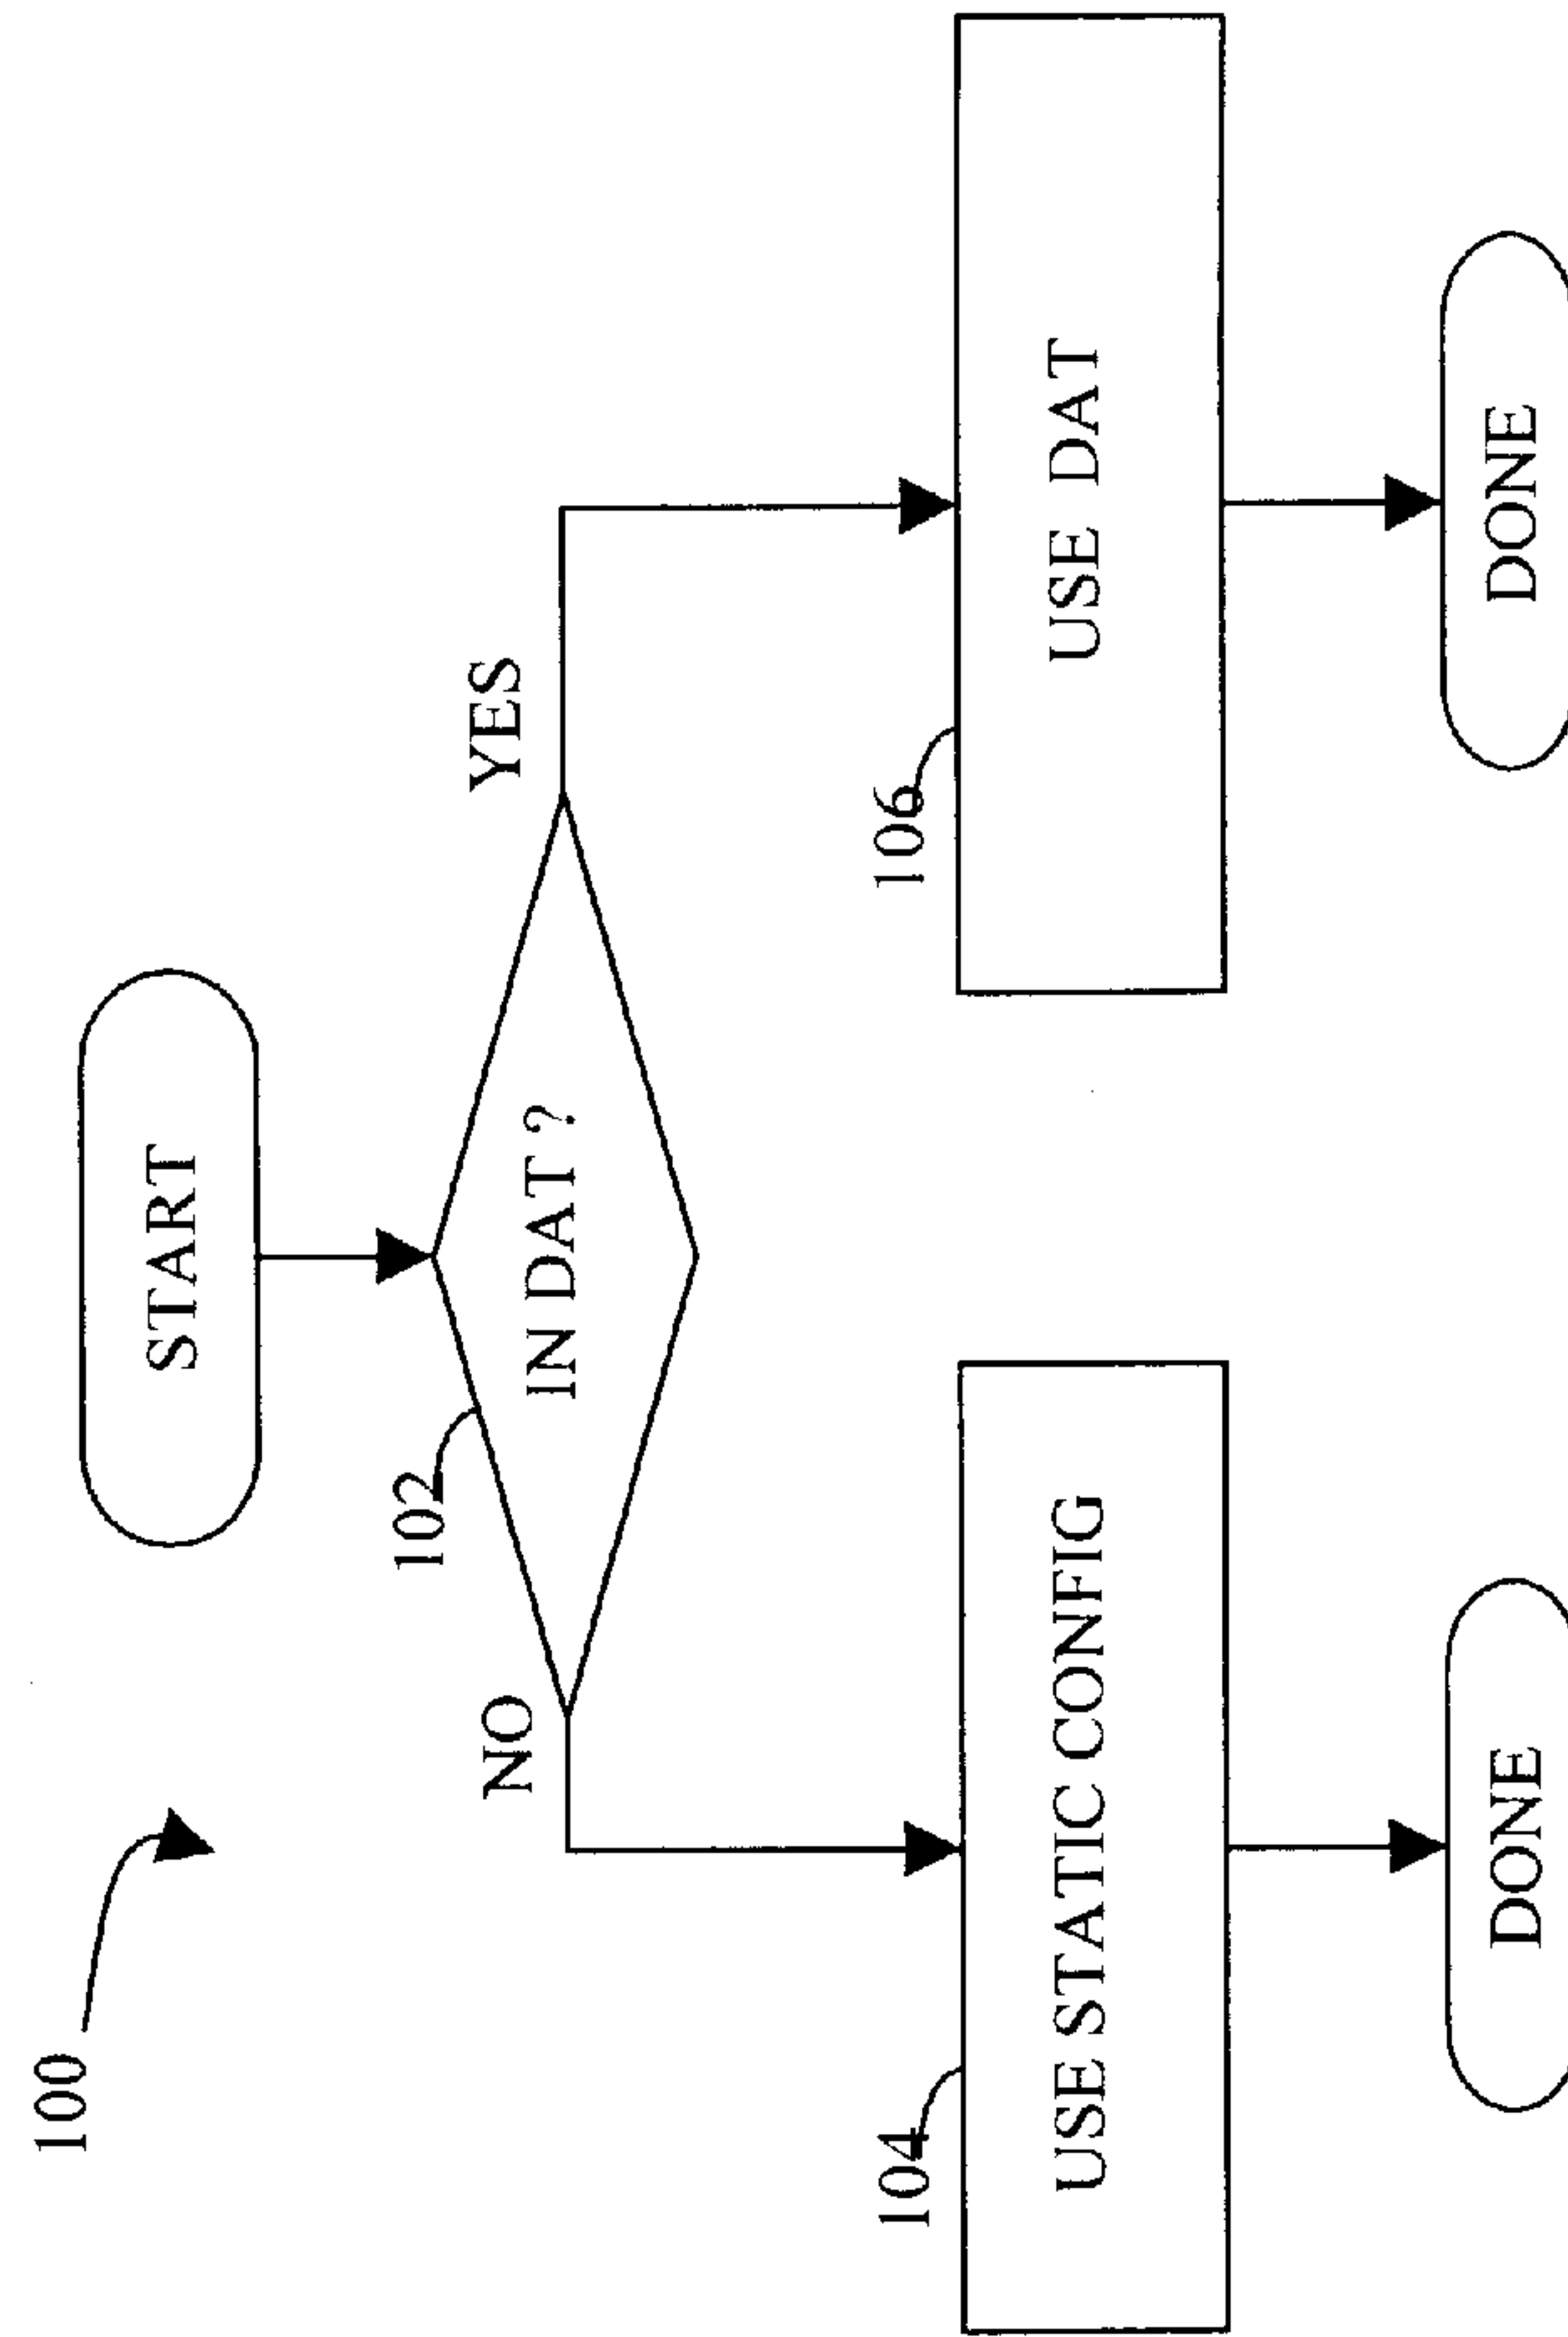 100
START
102
IN DAT ?
NO
YES
104
USE STATIC CONFIG
106
USE DAT
DONE
DONE